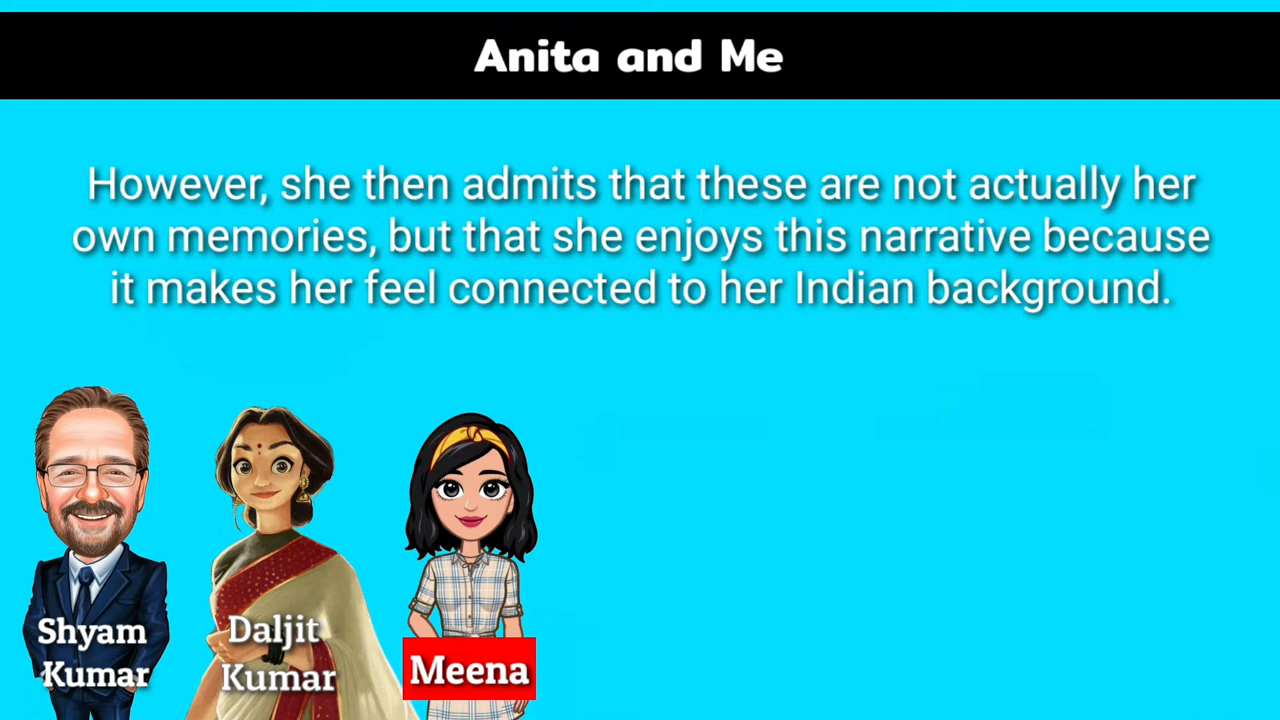 Anita and Me
However, she then admits that these are not actually her
own memories, but that she enjoys this narrative because
it makes her feel connected to her Indian background.
Shyam
Kumar
Daljit
Kumar
Meena